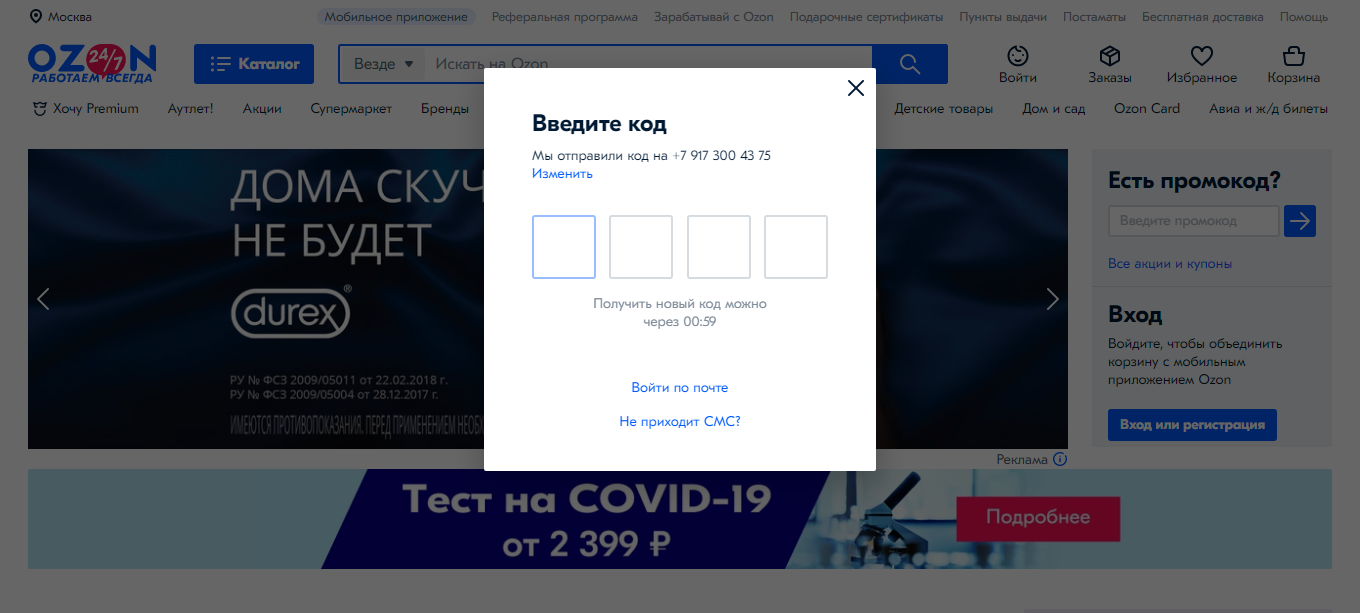 Москва
Мобильное приложение Реферальная программа Зарабатывай с Ozon Подарочные сертификаты Пункты выдачи Постаматы Бесплатная доставка Помощь
OZON
24/7
РАБОТАЕМ ВСЕГДА
Каталог
Везде
Искать на Ozon
Войти Заказы Избранное Корзина
Хочу Premium Аутлет! Акции Супермаркет Бренды Детские товары Дом и сад Ozon Card Авиа и ж/д билеты
Введите код
Мы отправили код на +7 917 300 43 75
Изменить
Получить новый код можно
через 00:59
Войти по почте
Не приходит СМС?
ДОМА СКУЧ
НЕ БУДЕТ
durex®
РУ № ФСЗ 2009/05011 от 22.02.2018 г.
РУ № ФСЗ 2009/05004 от 28.12.2017 г.
ИМЕЮТСЯ ПРОТИВОПОКАЗАНИЯ. ПЕРЕД ПРИМЕНЕНИЕМ НЕОБХ
Есть промокод?
Введите промокод
Все акции и купоны
Вход
Войдите, чтобы объединить
корзину с мобильным
приложением Ozon
Вход или регистрация
Реклама
Тест на COVID-19
от 2 399 ₽
Подробнее